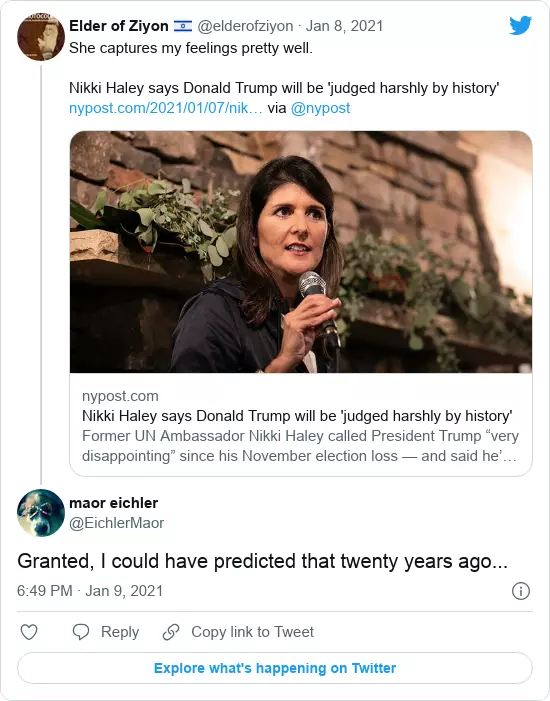 Elder of Ziyon 🇮🇱 @elderofziyon · Jan 8, 2021
She captures my feelings pretty well.
Nikki Haley says Donald Trump will be 'judged harshly by history'
nypost.com/2021/01/07/nik… via @nypost
nypost.com
Nikki Haley says Donald Trump will be 'judged harshly by history'
Former UN Ambassador Nikki Haley called President Trump “very
disappointing” since his November election loss — and said he’…
maor eichler
@EichlerMaor
Granted, I could have predicted that twenty years ago...
6:49 PM · Jan 9, 2021
Reply
Copy link to Tweet
Explore what's happening on Twitter